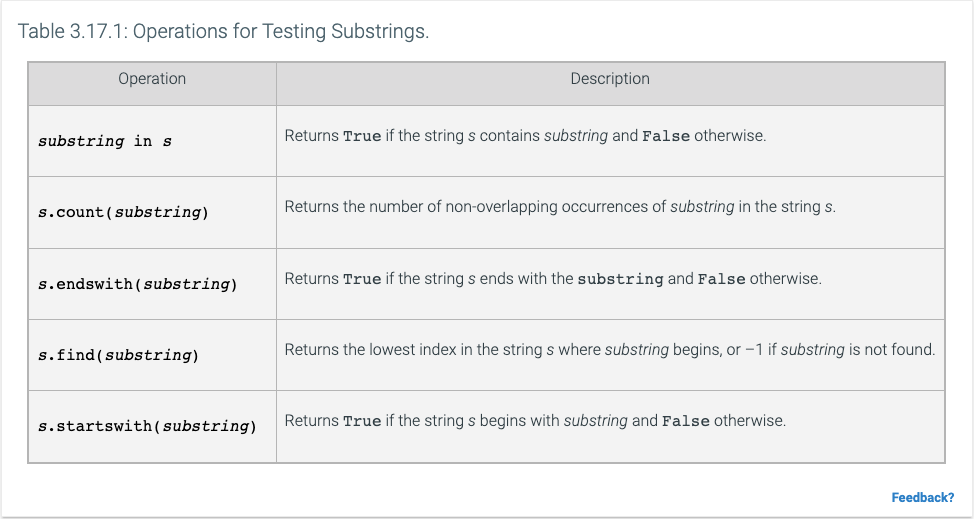 Table 3.17.1: Operations for Testing Substrings.
Operation Description
substring in s Returns True if the string s contains substring and False otherwise.
s.count(substring) Returns the number of non-overlapping occurrences of substring in the string s.
s.endswith(substring) Returns True if the string s ends with the substring and False otherwise.
s.find(substring) Returns the lowest index in the string s where substring begins, or −1 if substring is not found.
s.startswith(substring) Returns True if the string s begins with substring and False otherwise.
Feedback?